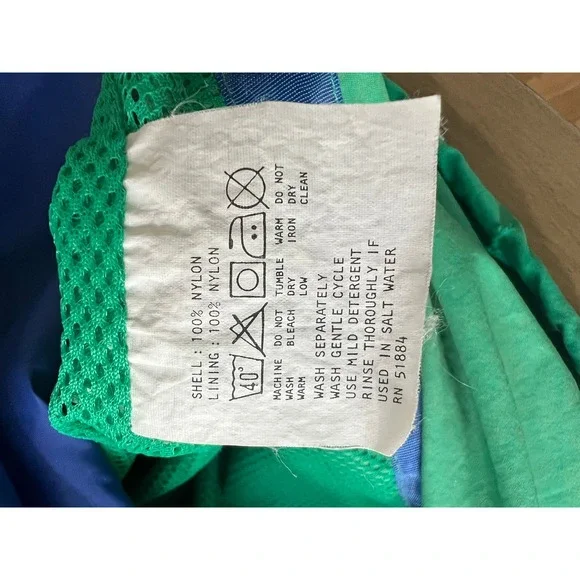 SHELL : 100% NYLON
LINING : 100% NYLON
40°
MACHINE DO NOT TUMBLE WARM DO NOT
WASH BLEACH DRY IRON DRY
WARM LOW CLEAN
WASH SEPARATELY
WASH GENTLE CYCLE
USE MILD DETERGENT
RINSE THOROUGHLY IF
USED IN SALT WATER
RN 51884